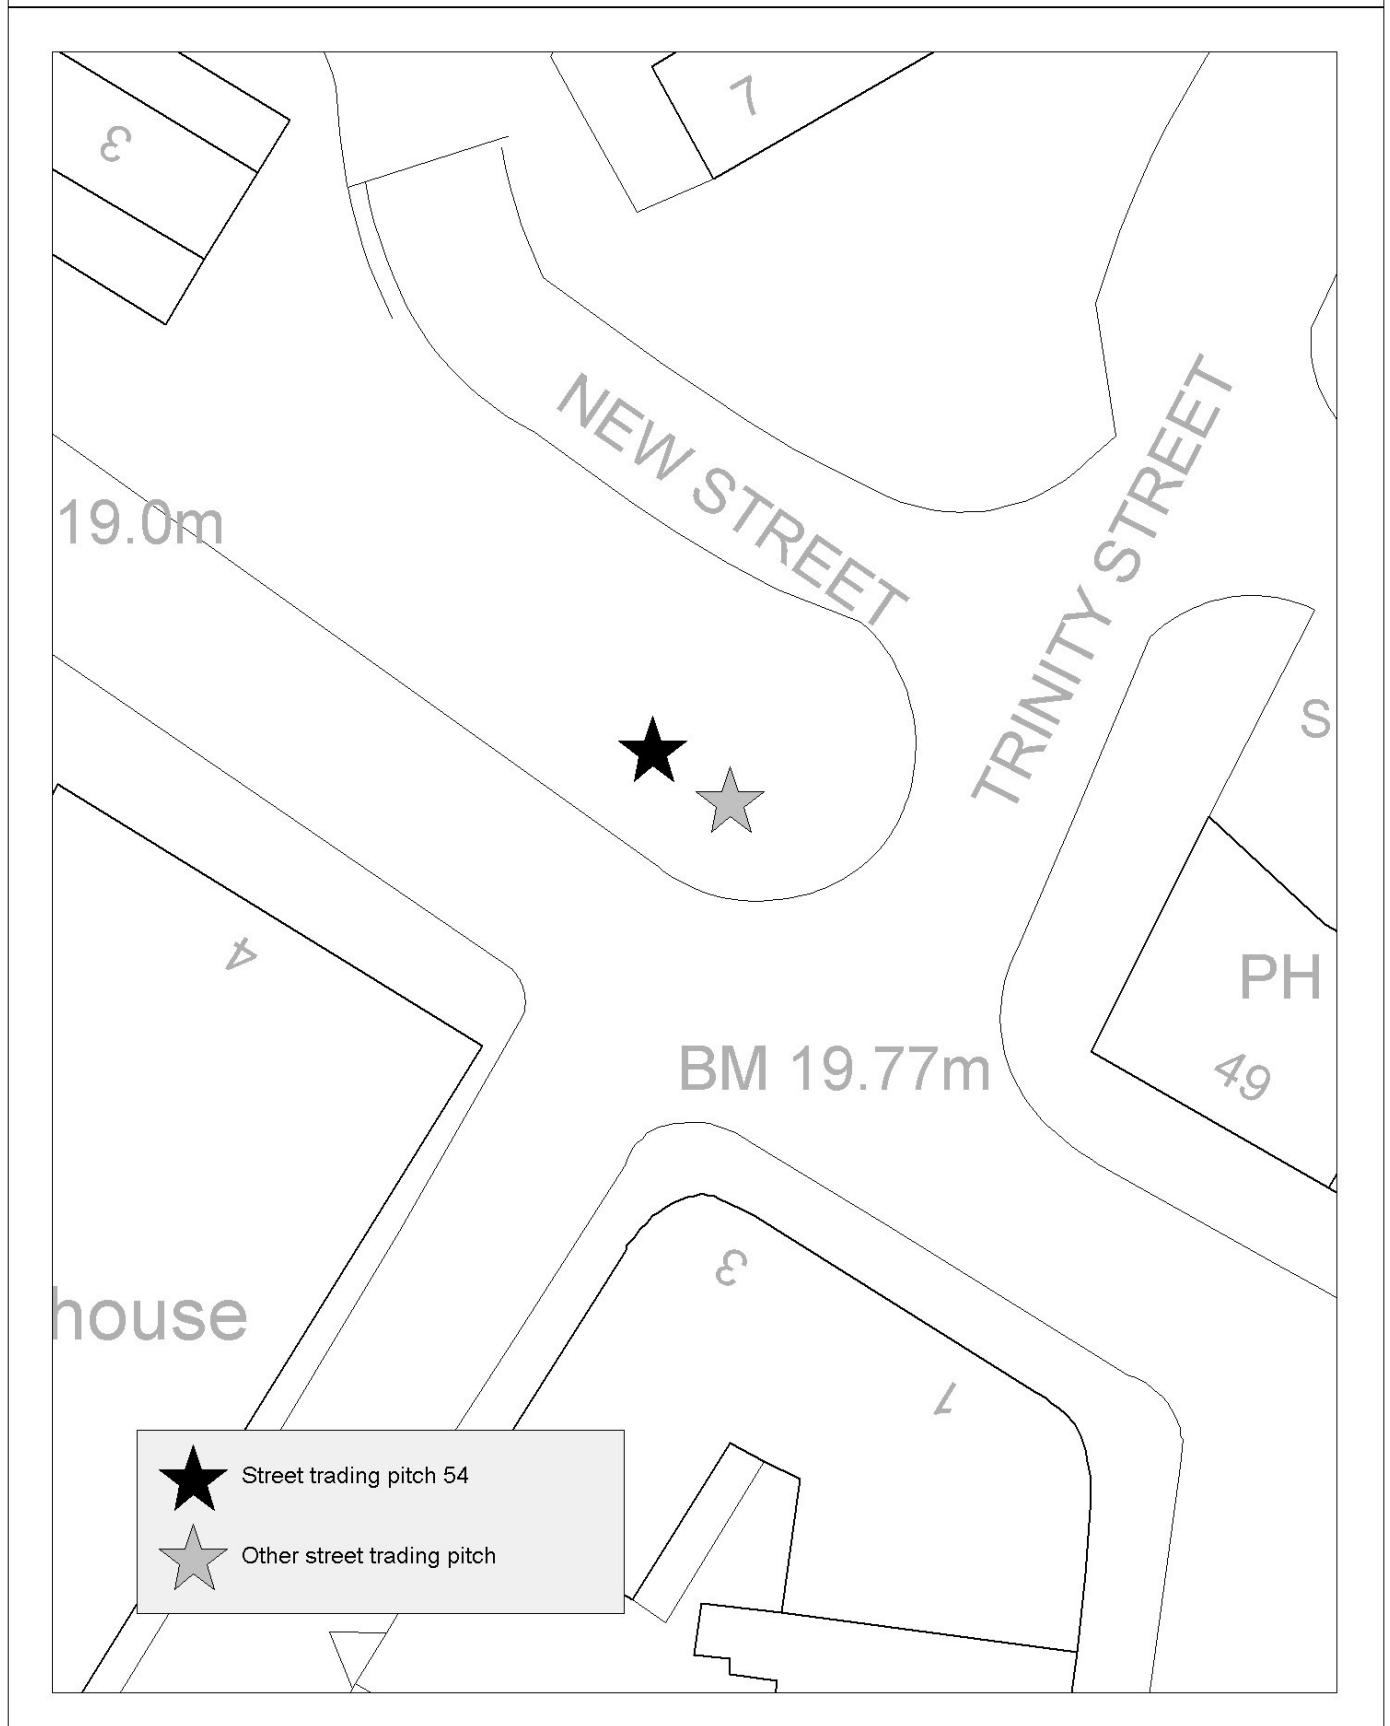 3
7
NEW STREET
TRINITY STREET
19.0m
S
4
PH
49
BM 19.77m
3
house
1
Street trading pitch 54
Other street trading pitch